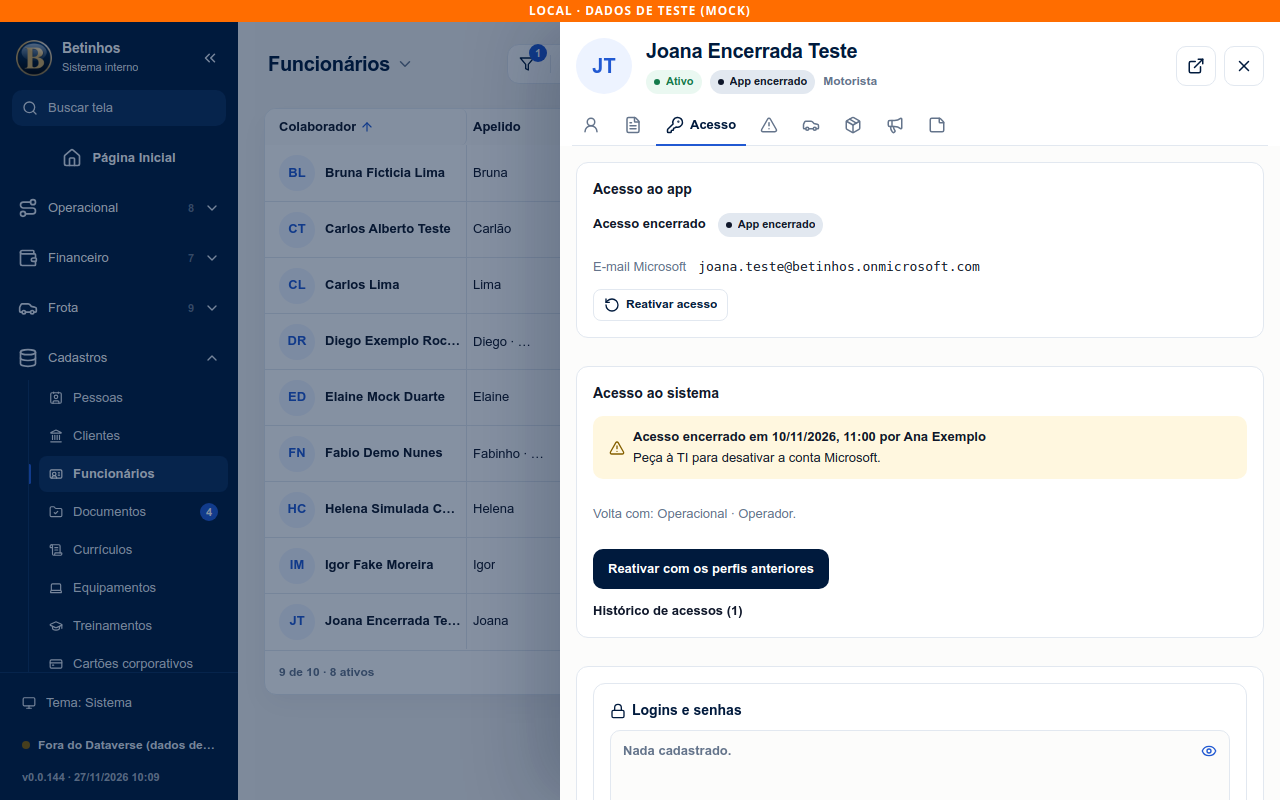 LOCAL · DADOS DE TESTE (MOCK)
Betinhos
Sistema interno
Buscar tela
Página Inicial
Operacional 8
Financeiro 7
Frota 9
Cadastros
Pessoas
Clientes
Funcionários
Documentos 4
Currículos
Equipamentos
Treinamentos
Cartões corporativos
Tema: Sistema
Fora do Dataverse (dados de...
v0.0.144 · 27/11/2026 10:09
Funcionários
1
Colaborador Apelido
BL Bruna Ficticia Lima Bruna
CT Carlos Alberto Teste Carlão
CL Carlos Lima Lima
DR Diego Exemplo Roc... Diego · ...
ED Elaine Mock Duarte Elaine
FN Fabio Demo Nunes Fabinho · ...
HC Helena Simulada C... Helena
IM Igor Fake Moreira Igor
JT Joana Encerrada Te... Joana
9 de 10 · 8 ativos
JT
Joana Encerrada Teste
Ativo App encerrado Motorista
Acesso
Acesso ao app
Acesso encerrado App encerrado
E-mail Microsoft joana.teste@betinhos.onmicrosoft.com
Reativar acesso
Acesso ao sistema
Acesso encerrado em 10/11/2026, 11:00 por Ana Exemplo
Peça à TI para desativar a conta Microsoft.
Volta com: Operacional · Operador.
Reativar com os perfis anteriores
Histórico de acessos (1)
Logins e senhas
Nada cadastrado.